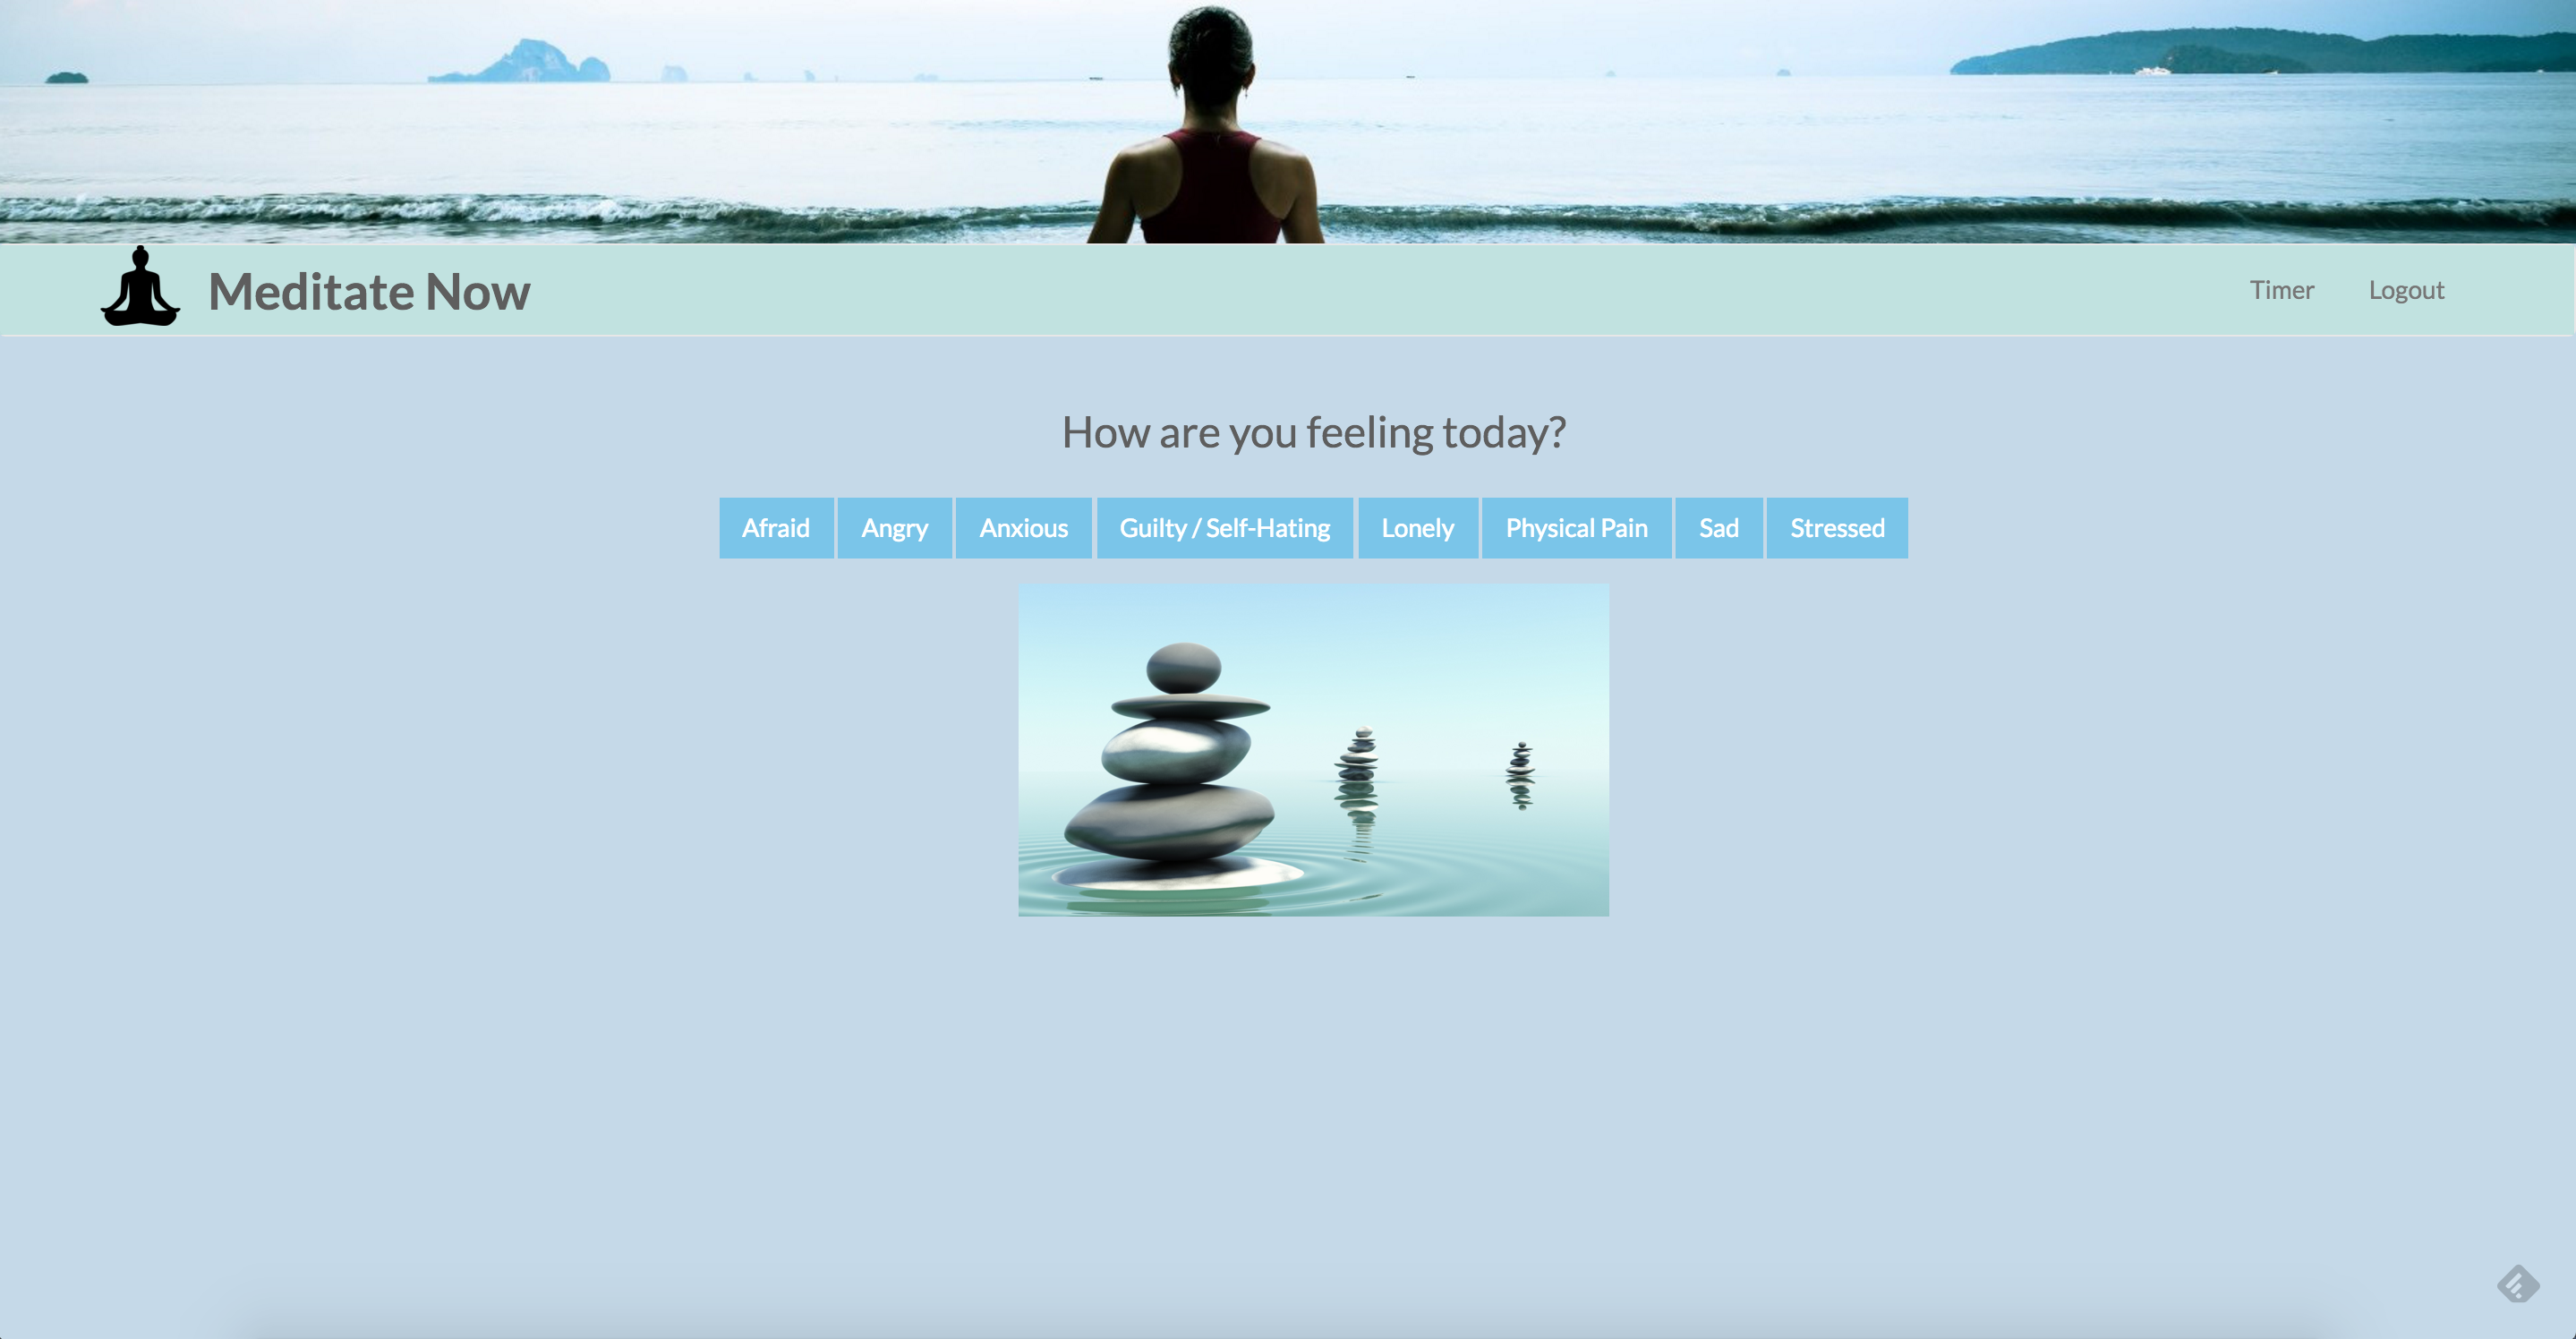 Meditate Now Timer Logout
How are you feeling today?
Afraid Angry Anxious Guilty / Self-Hating Lonely Physical Pain Sad Stressed